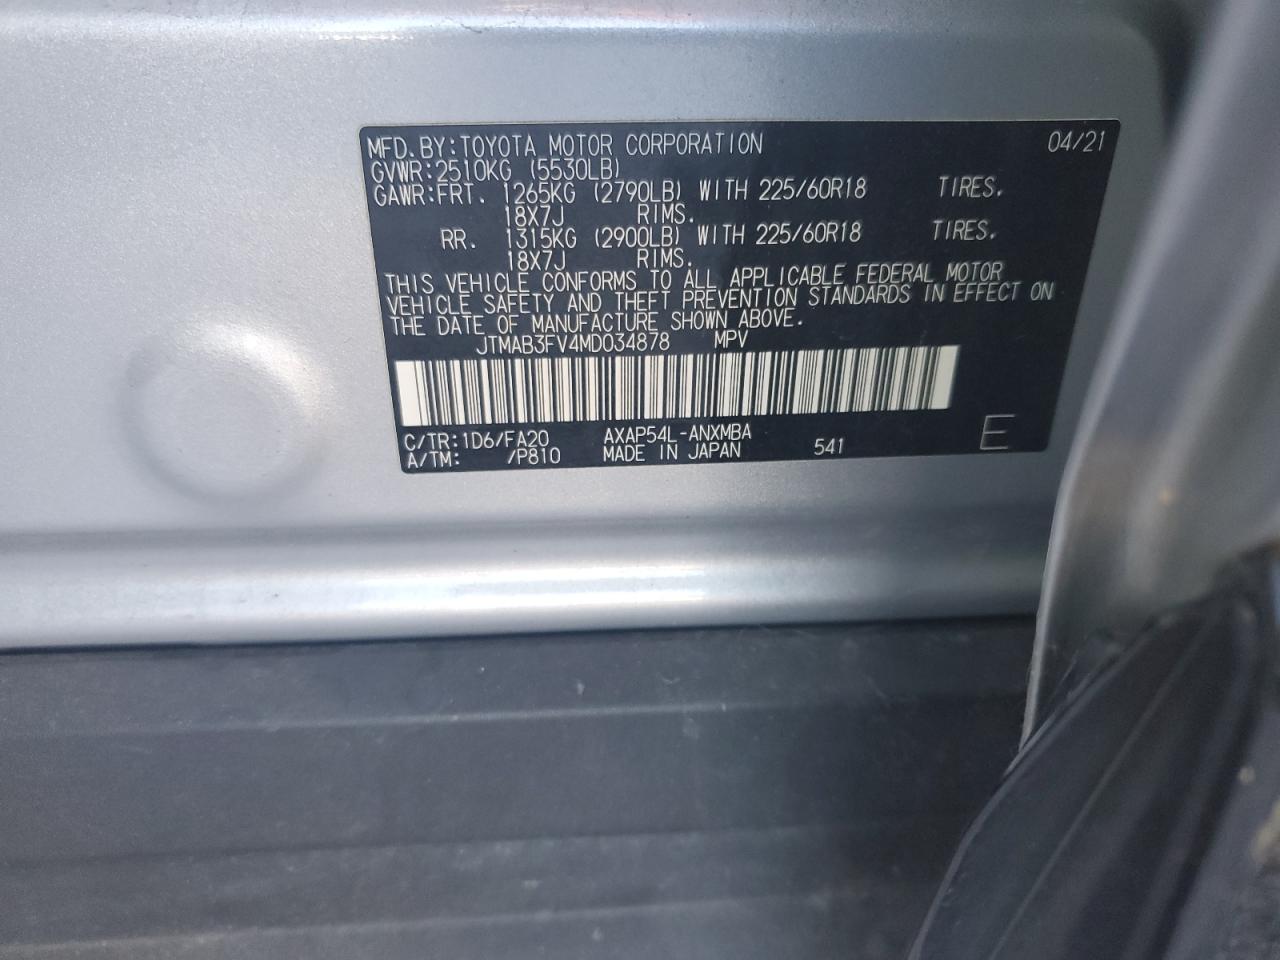 MFD.BY:TOYOTA MOTOR CORPORATION 04/21
GVWR:2510KG (5530LB)
GAWR:FRT. 1265KG (2790LB) WITH 225/60R18 TIRES.
18X7J RIMS.
RR. 1315KG (2900LB) WITH 225/60R18 TIRES.
18X7J RIMS.
THIS VEHICLE CONFORMS TO ALL APPLICABLE FEDERAL MOTOR
VEHICLE SAFETY AND THEFT PREVENTION STANDARDS IN EFFECT ON
THE DATE OF MANUFACTURE SHOWN ABOVE.
JTMAB3FV4MD034878 MPV
C/TR:1D6/FA20 AXAP54L-ANXMBA E
A/TM: /P810 MADE IN JAPAN 541